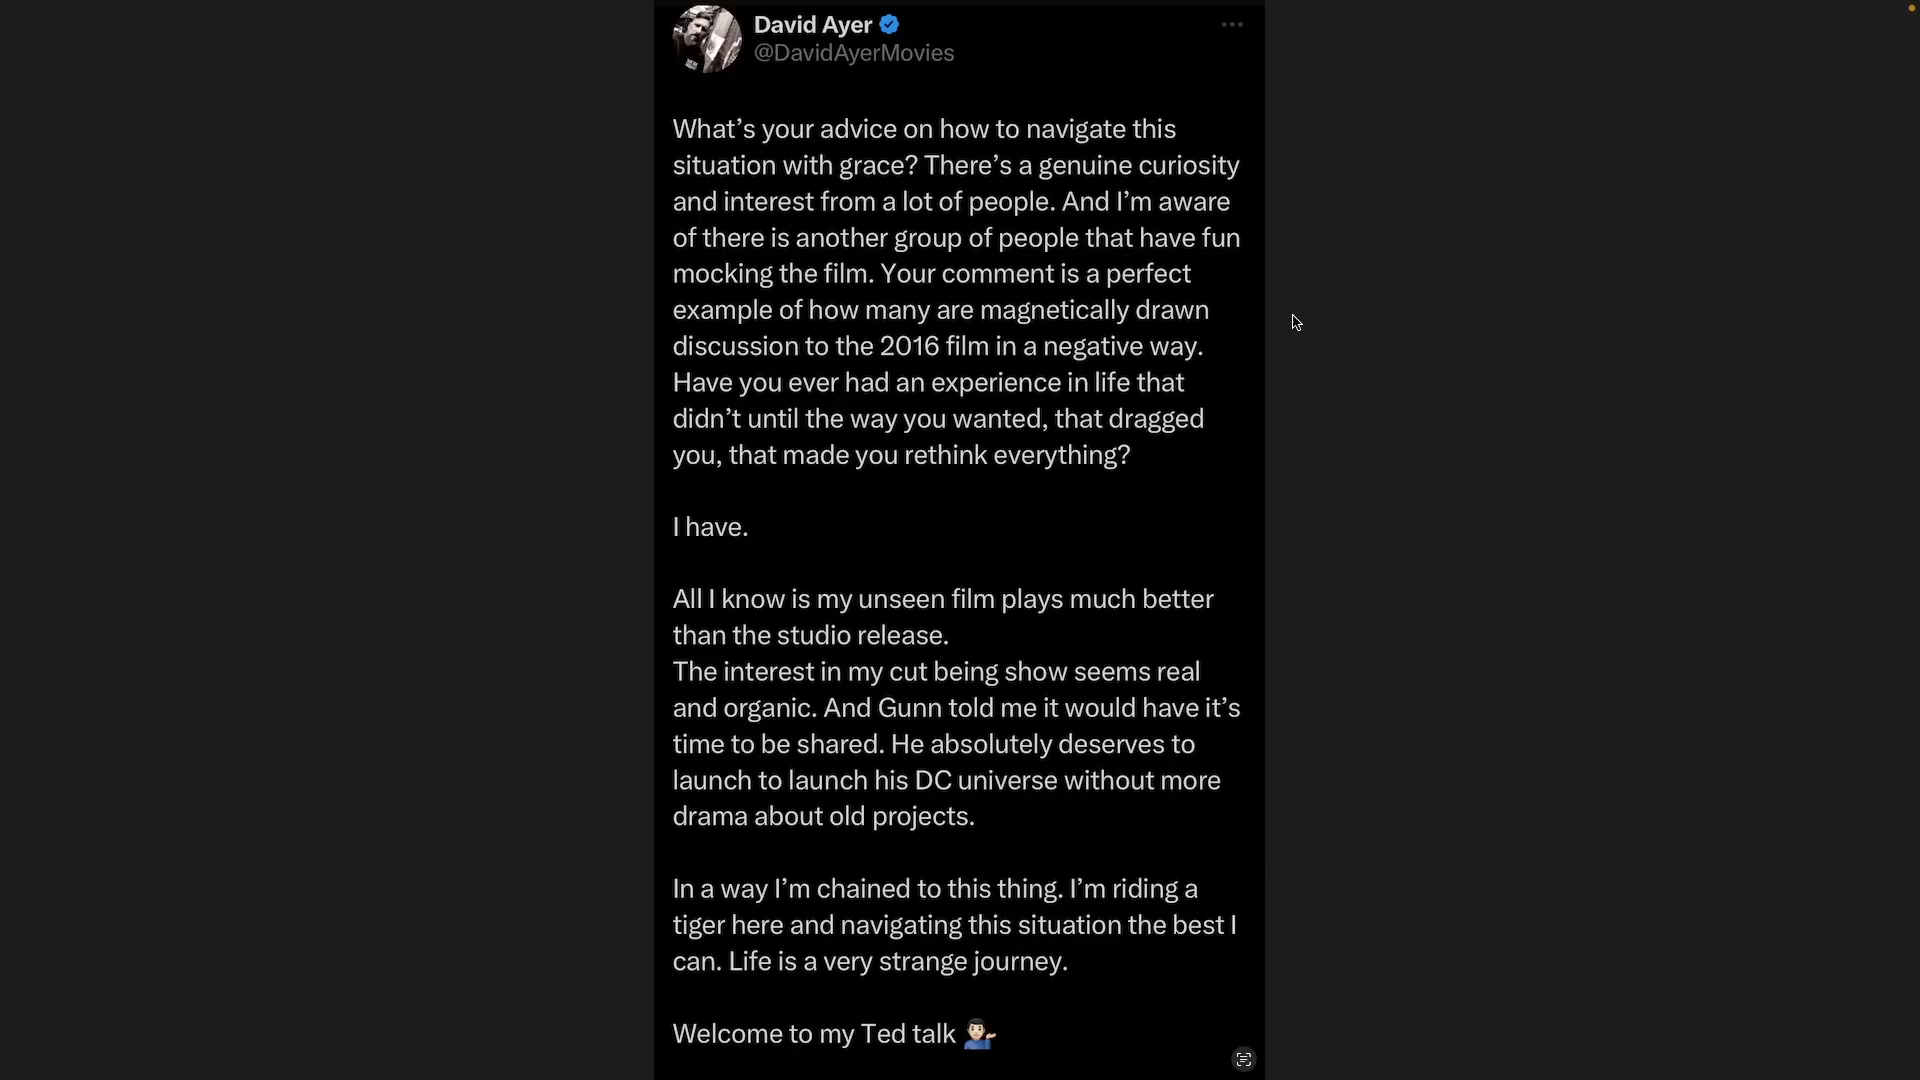 David Ayer
@DavidAyerMovies
What’s your advice on how to navigate this
situation with grace? There’s a genuine curiosity
and interest from a lot of people. And I’m aware
of there is another group of people that have fun
mocking the film. Your comment is a perfect
example of how many are magnetically drawn
discussion to the 2016 film in a negative way.
Have you ever had an experience in life that
didn’t until the way you wanted, that dragged
you, that made you rethink everything?
I have.
All I know is my unseen film plays much better
than the studio release.
The interest in my cut being show seems real
and organic. And Gunn told me it would have it’s
time to be shared. He absolutely deserves to
launch to launch his DC universe without more
drama about old projects.
In a way I’m chained to this thing. I’m riding a
tiger here and navigating this situation the best I
can. Life is a very strange journey.
Welcome to my Ted talk 💁🏻‍♂️